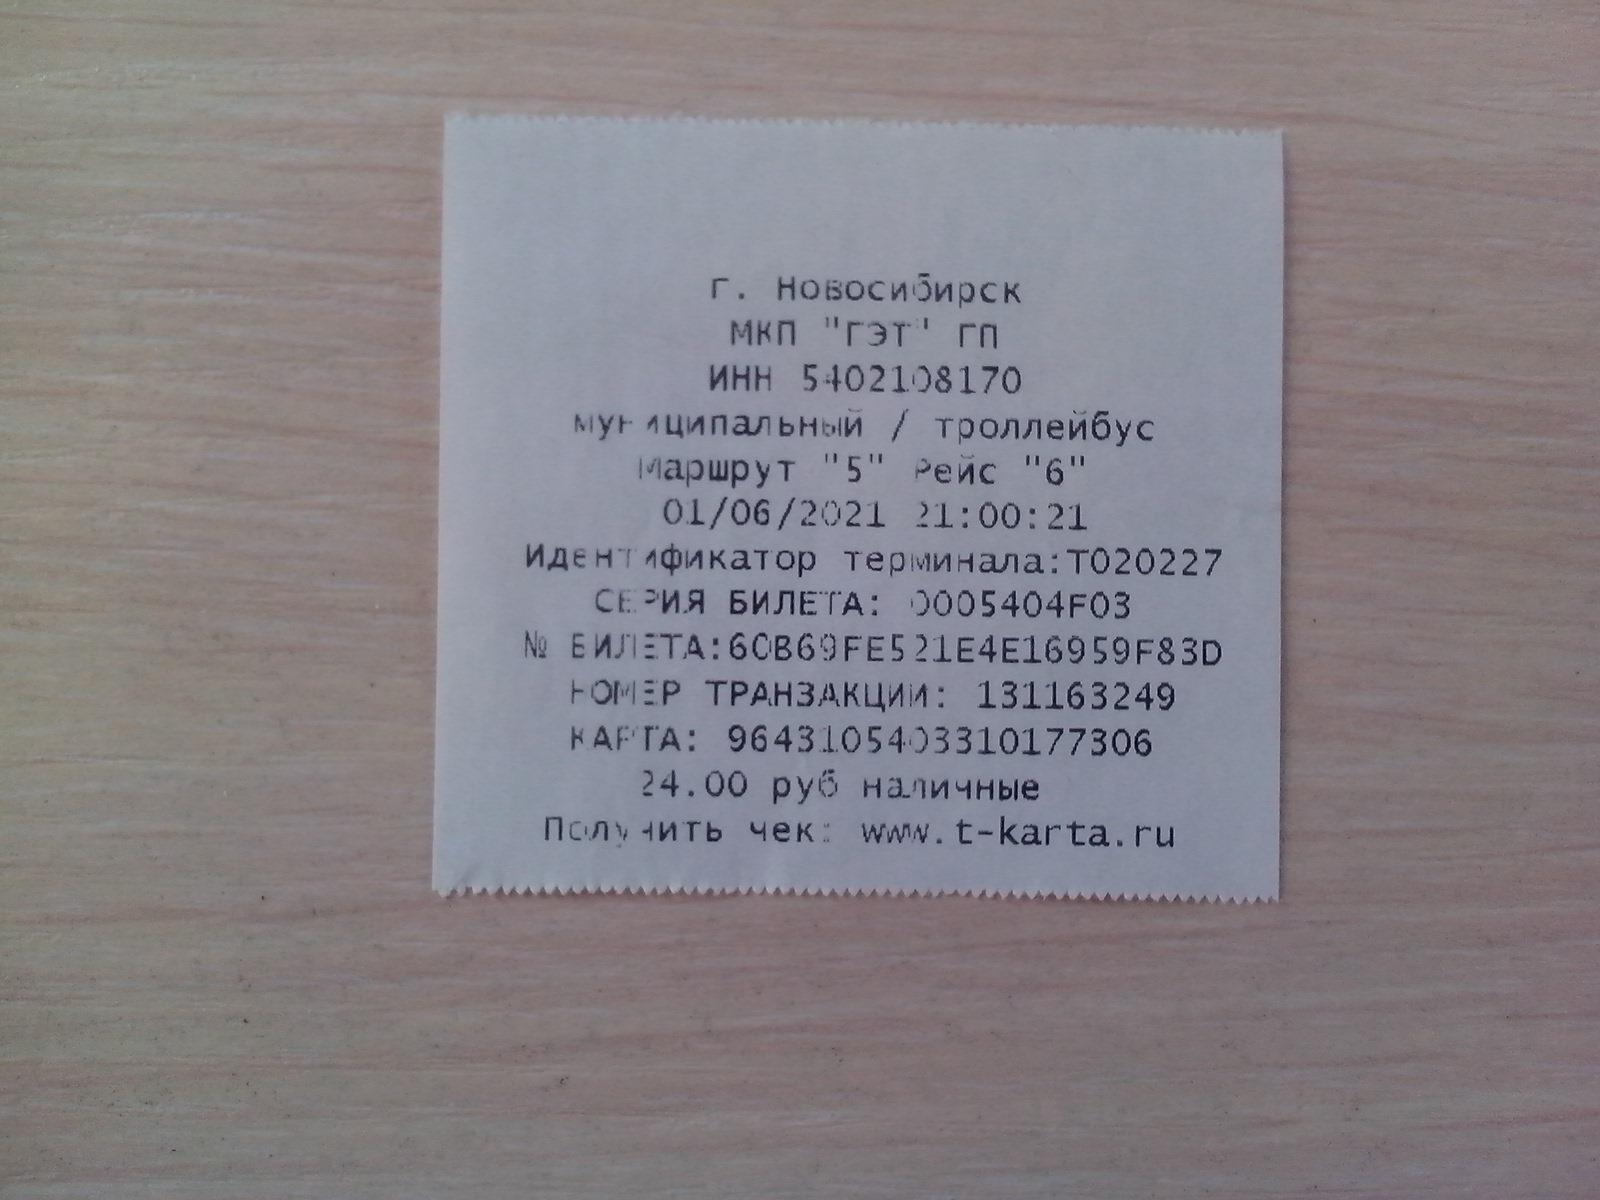 г. Новосибирск
МКП "ГЭТ" ГП
ИНН 5402108170
муниципальный / троллейбус
Маршрут "5" Рейс "6"
01/06/2021 21:00:21
Идентификатор терминала:T020227
СЕРИЯ БИЛЕТА: 0005404F03
№ БИЛЕТА:60B69FE521E4E16959F83D
НОМЕР ТРАНЗАКЦИИ: 131163249
КАРТА: 9643105403310177306
24.00 руб наличные
Получить чек: www.t-karta.ru